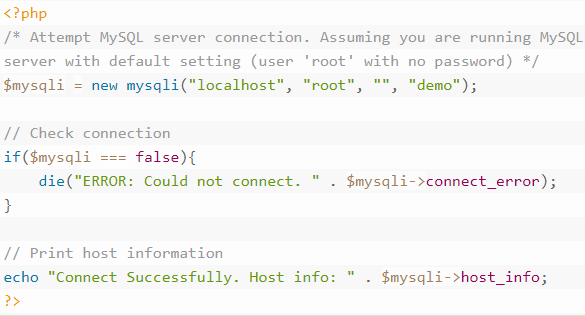 <?php
/* Attempt MySQL server connection. Assuming you are running MySQL
server with default setting (user 'root' with no password) */
$mysqli = new mysqli("localhost", "root", "", "demo");
// Check connection
if($mysqli === false){
    die("ERROR: Could not connect. " . $mysqli->connect_error);
}
// Print host information
echo "Connect Successfully. Host info: " . $mysqli->host_info;
?>